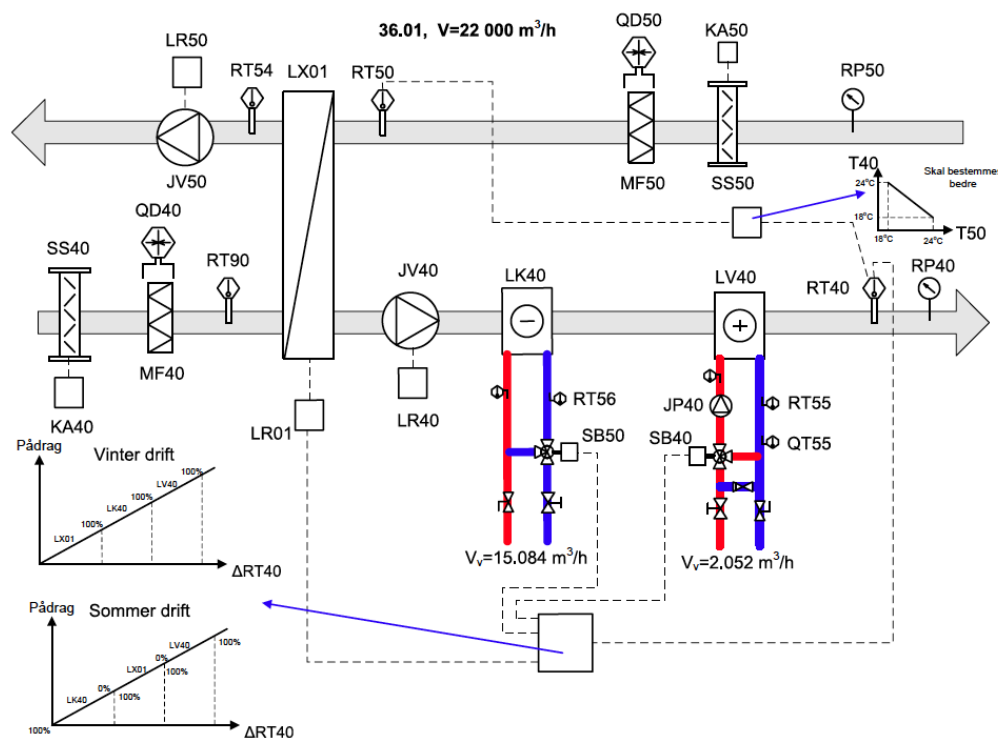 36.01, V=22 000 m³/h
LR50
RT54
LX01
RT50
QD50
KA50
RP50
JV50
MF50
SS50
T40
Skal bestemmes
bedre
24°C
18°C
18°C
24°C
T50
QD40
SS40
RT90
JV40
LK40
LV40
RT40
RP40
MF40
KA40
LR01
LR40
RT56
SB50
JP40
SB40
RT55
QT55
Vv=15.084 m³/h
Vv=2.052 m³/h
Pådrag
Vinter drift
LX01
100%
LK40
100%
LV40
100%
ΔRT40
Pådrag
Sommer drift
100%
LK40
0%
100%
LX01
0%
100%
LV40
100%
ΔRT40